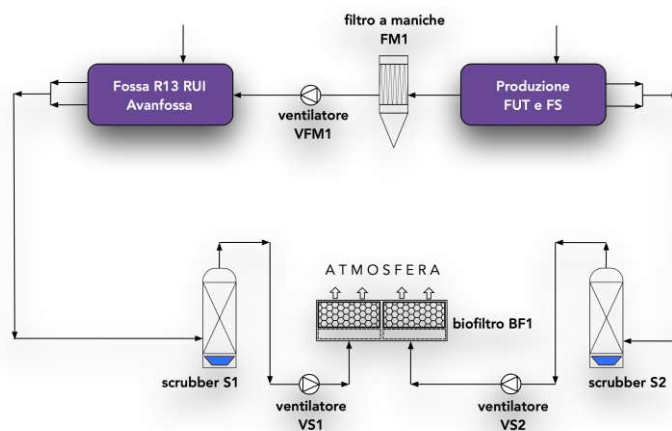 filtro a maniche
FM1
Fossa R13 RUI
Avanfossa
Produzione
FUT e FS
ventilatore
VFM1
ATMOSFERA
biofiltro BF1
scrubber S1
scrubber S2
ventilatore
VS1
ventilatore
VS2